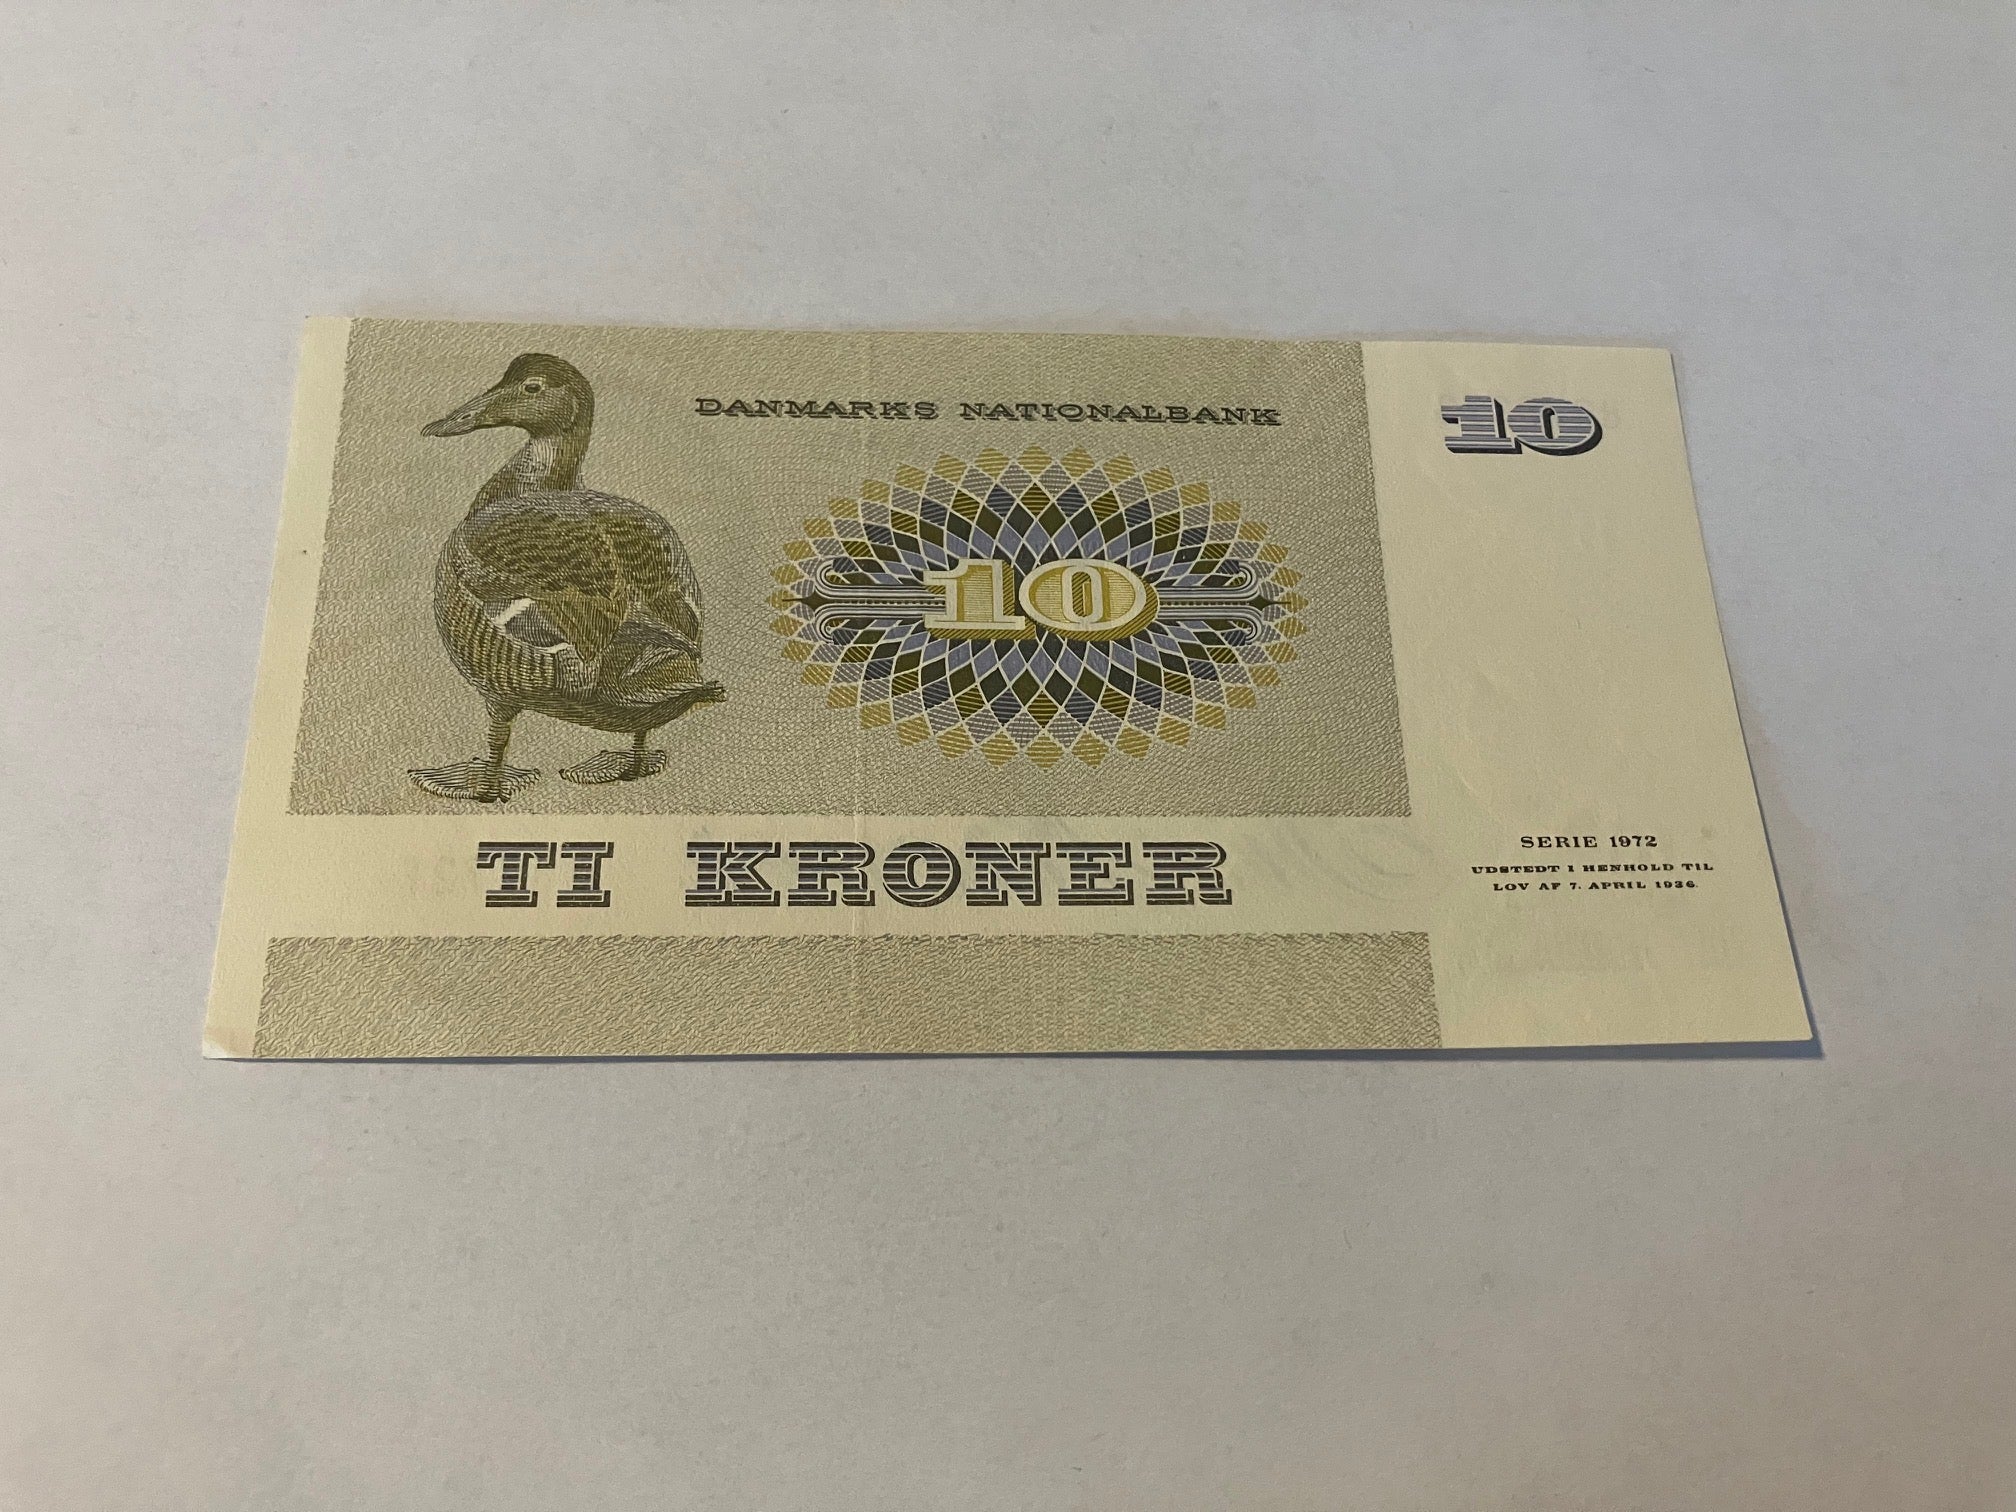 DANMARKS NATIONALBANK
10
10
TI KRONER
SERIE 1972
UDSTEDT I HENHOLD TIL
LOV AF 7. APRIL 1936.